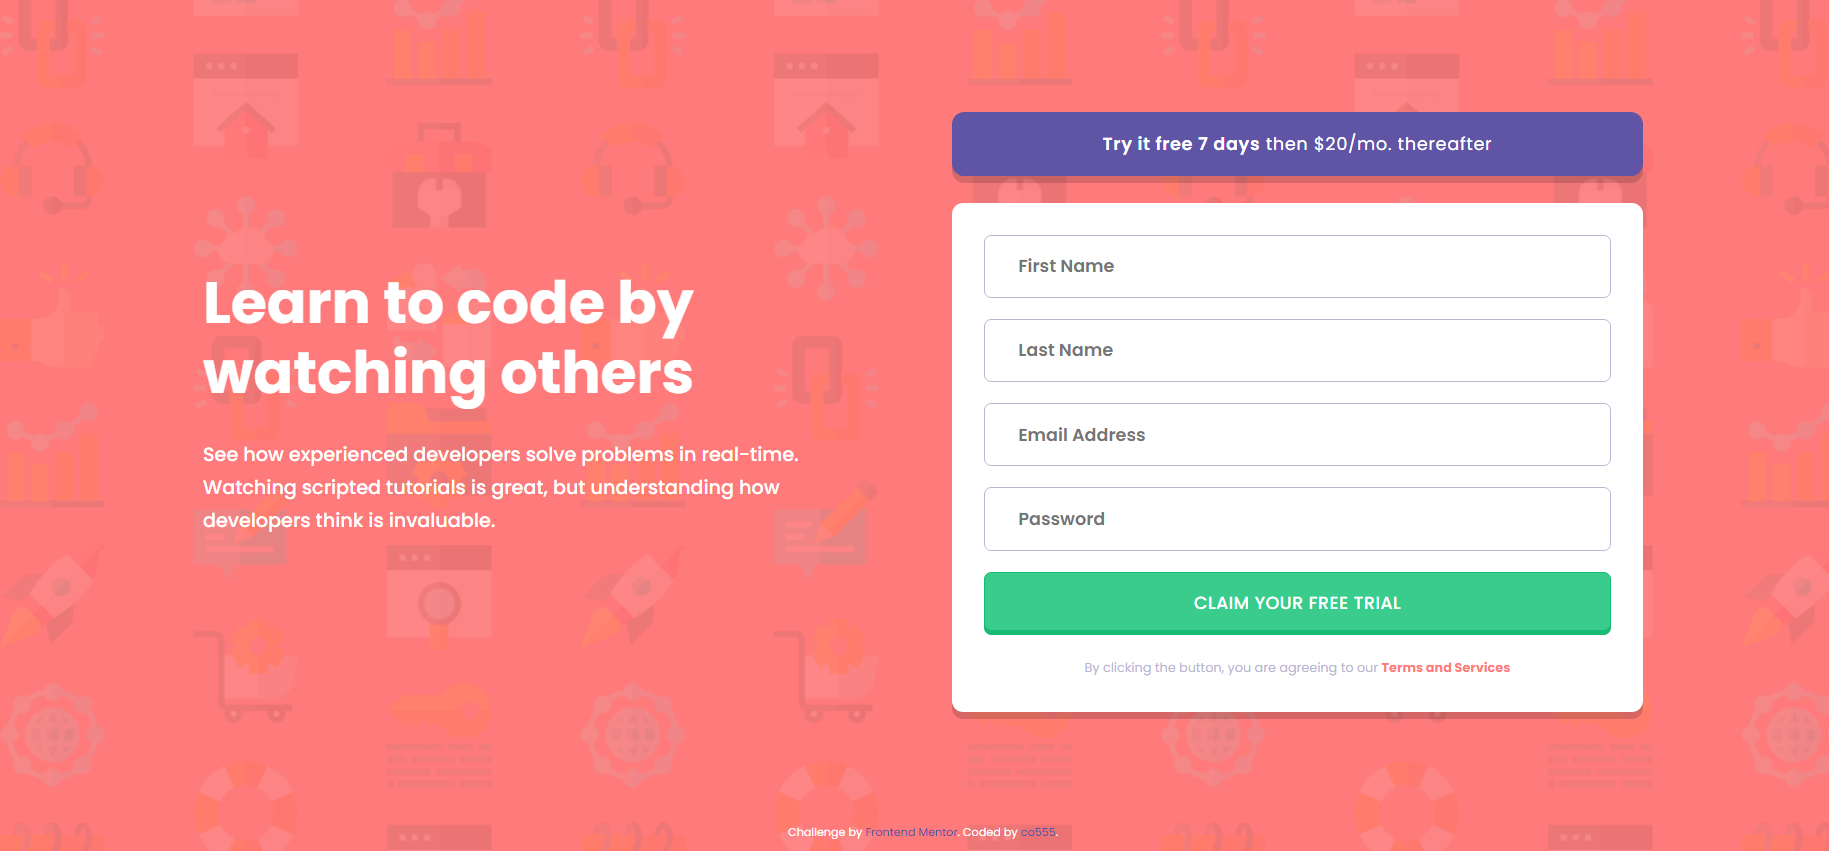 Learn to code by
watching others
See how experienced developers solve problems in real-time.
Watching scripted tutorials is great, but understanding how
developers think is invaluable.
Try it free 7 days then $20/mo. thereafter
First Name
Last Name
Email Address
Password
CLAIM YOUR FREE TRIAL
By clicking the button, you are agreeing to our Terms and Services
Challenge by Frontend Mentor. Coded by co555.